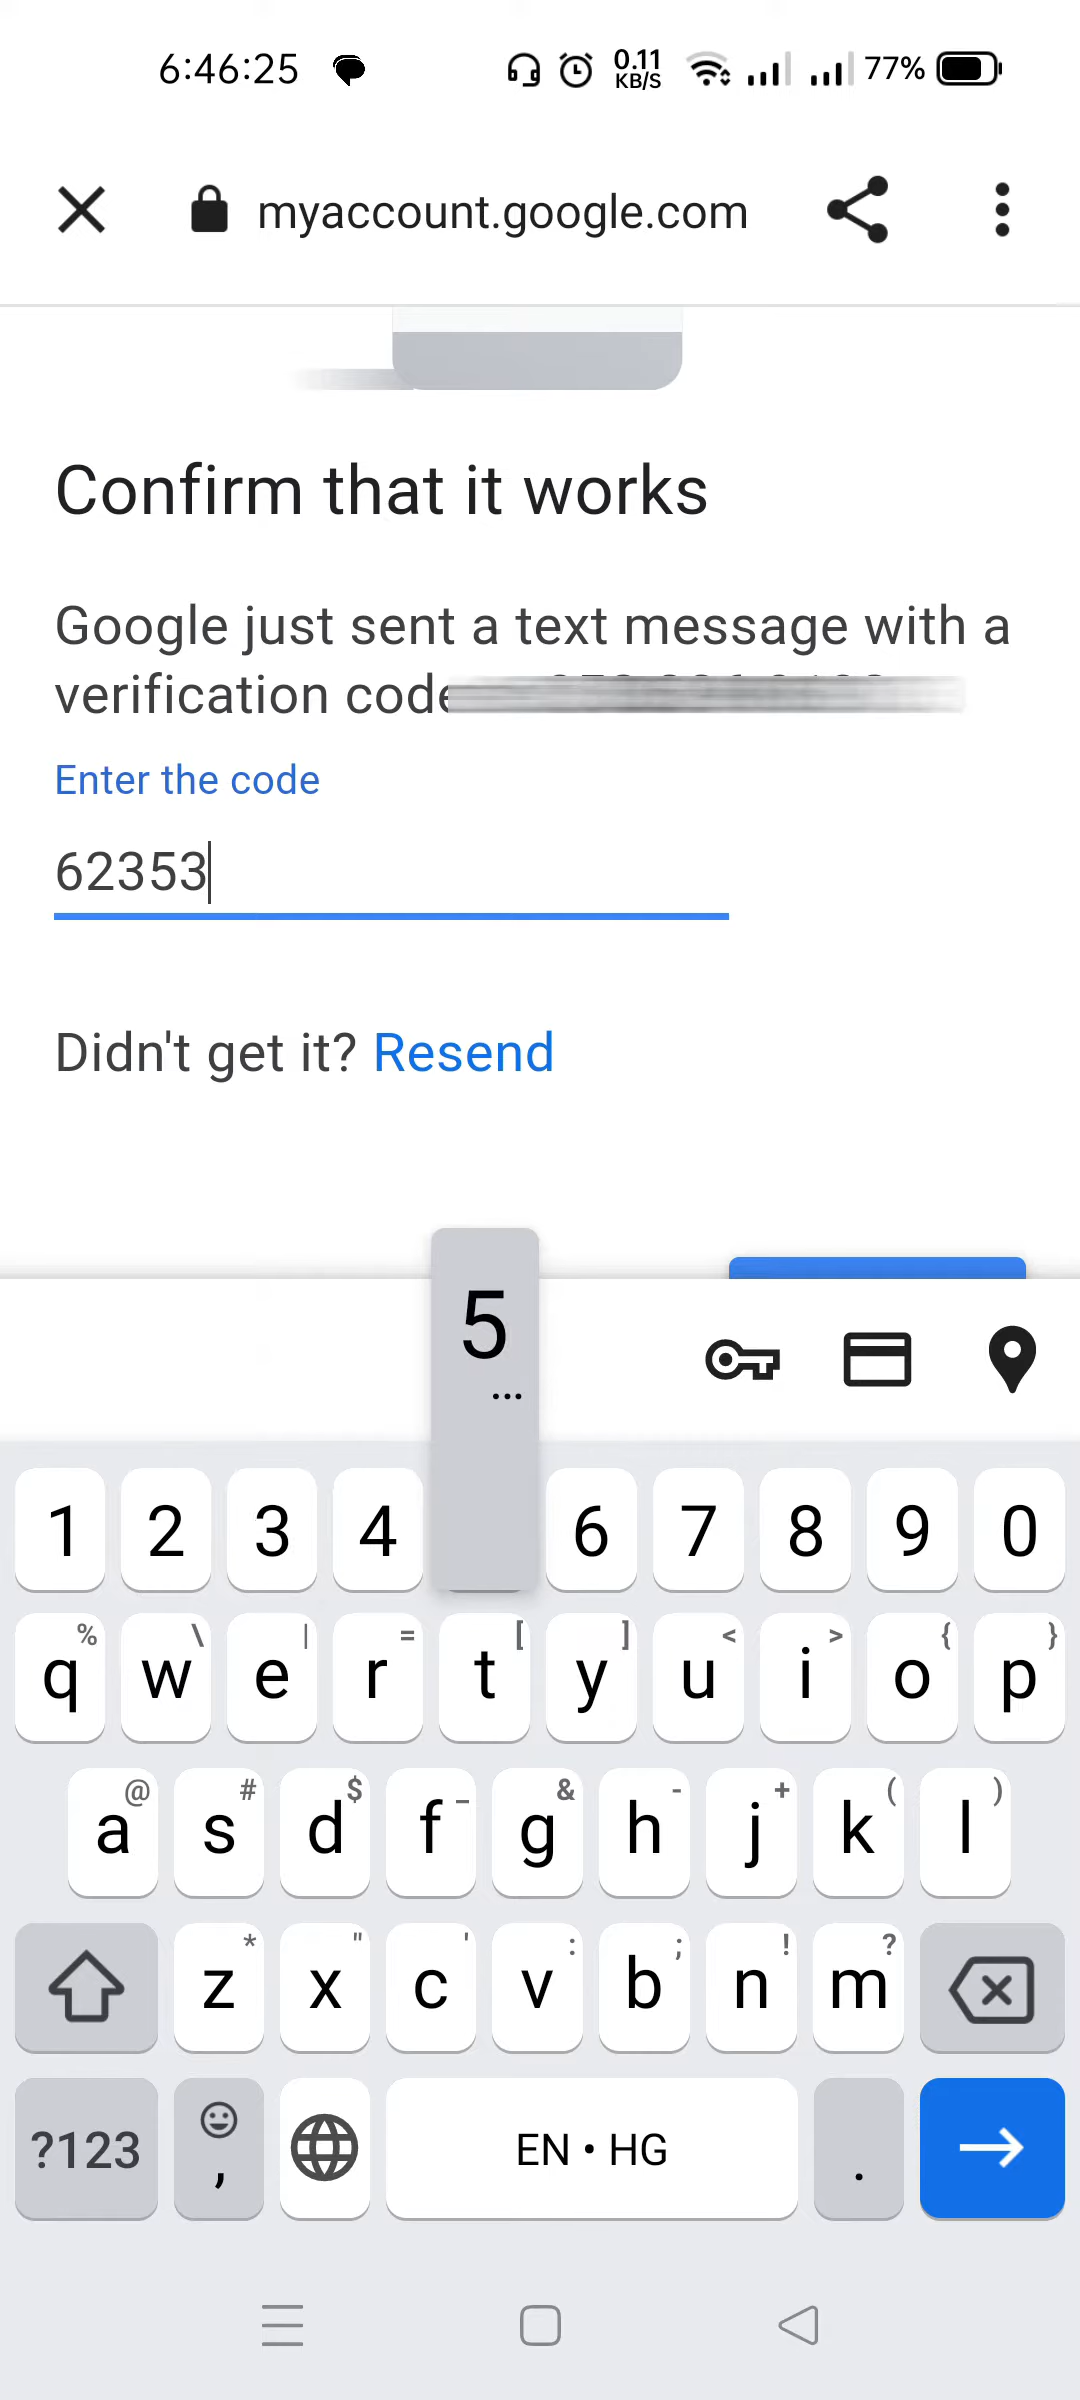 6:46:25 0.11 KB/S 77%
myaccount.google.com
Confirm that it works
Google just sent a text message with a
verification code
Enter the code
62353
Didn't get it? Resend
5
...
1 2 3 4 6 7 8 9 0
% \ | = [ ] < > { }
q w e r t y u i o p
@ # $ _ & - + ( )
a s d f g h j k l
* " ' : ; ! ?
z x c v b n m
?123 , EN • HG .